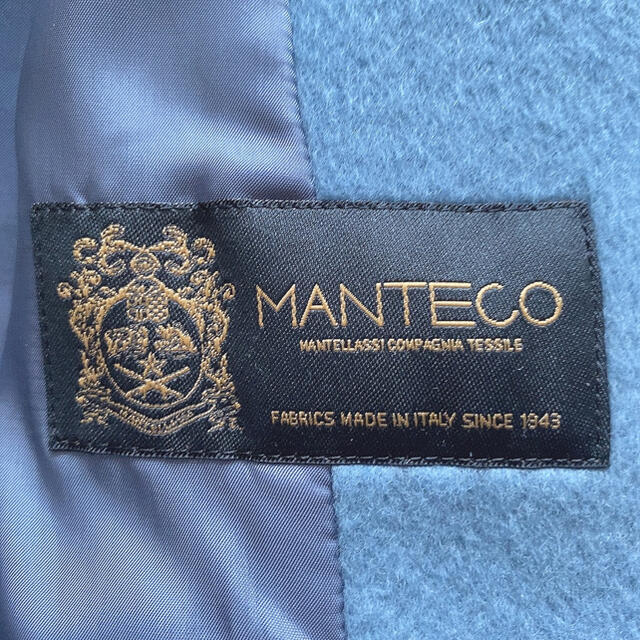 MANTECO
MANTELLASSI COMPAGNIA TESSILE
FABRICS MADE IN ITALY SINCE 1943